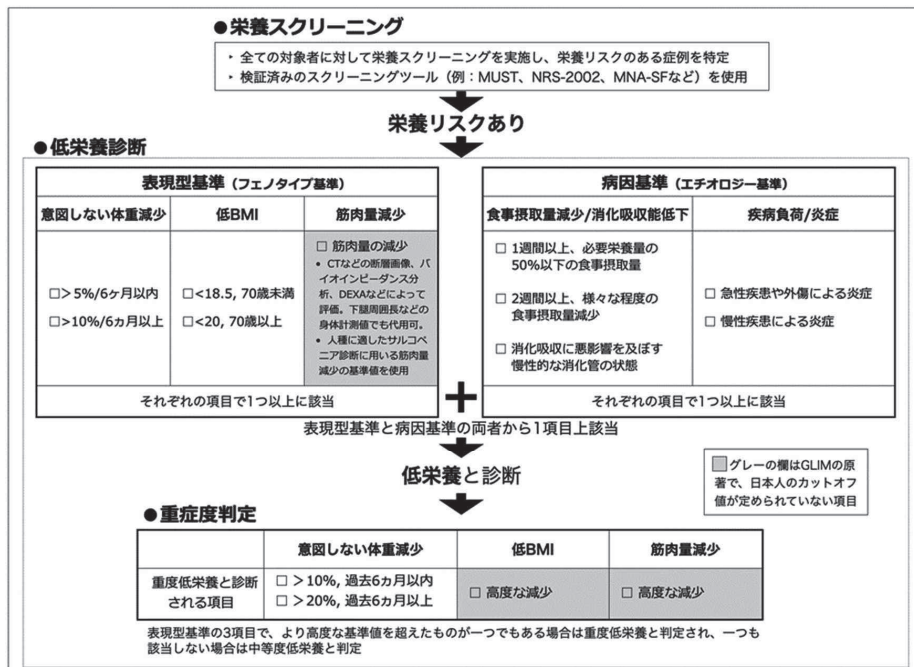 ●栄養スクリーニング
‣ 全ての対象者に対して栄養スクリーニングを実施し、栄養リスクのある症例を特定
‣ 検証済みのスクリーニングツール（例：MUST、NRS-2002、MNA-SFなど）を使用
栄養リスクあり
●低栄養診断
表現型基準（フェノタイプ基準）
意図しない体重減少
低BMI
筋肉量減少
□＞5%/6ヶ月以内
□＞10%/6ヵ月以上
□<18.5, 70歳未満
□<20, 70歳以上
□ 筋肉量の減少
• CTなどの断層画像、バ
イオインピーダンス分
析、DEXAなどによって
評価。下腿周囲長などの
身体計測値でも代用可。
• 人種に適したサルコペ
ニア診断に用いる筋肉量
減少の基準値を使用
それぞれの項目で1つ以上に該当
＋
病因基準（エチオロジー基準）
食事摂取量減少/消化吸収能低下
疾病負荷/炎症
□ 1週間以上、必要栄養量の
50%以下の食事摂取量
□ 2週間以上、様々な程度の
食事摂取量減少
□ 消化吸収に悪影響を及ぼす
慢性的な消化管の状態
□ 急性疾患や外傷による炎症
□ 慢性疾患による炎症
それぞれの項目で1つ以上に該当
表現型基準と病因基準の両者から1項目上該当
低栄養と診断
グレーの欄はGLIMの原
著で、日本人のカットオフ
値が定められていない項目
●重症度判定
意図しない体重減少
低BMI
筋肉量減少
重度低栄養と診断
される項目
□ ＞10%, 過去6ヵ月以内
□ ＞20%, 過去6ヵ月以上
□ 高度な減少
□ 高度な減少
表現型基準の3項目で、より高度な基準値を超えたものが一つでもある場合は重度低栄養と判定され、一つも
該当しない場合は中等度低栄養と判定